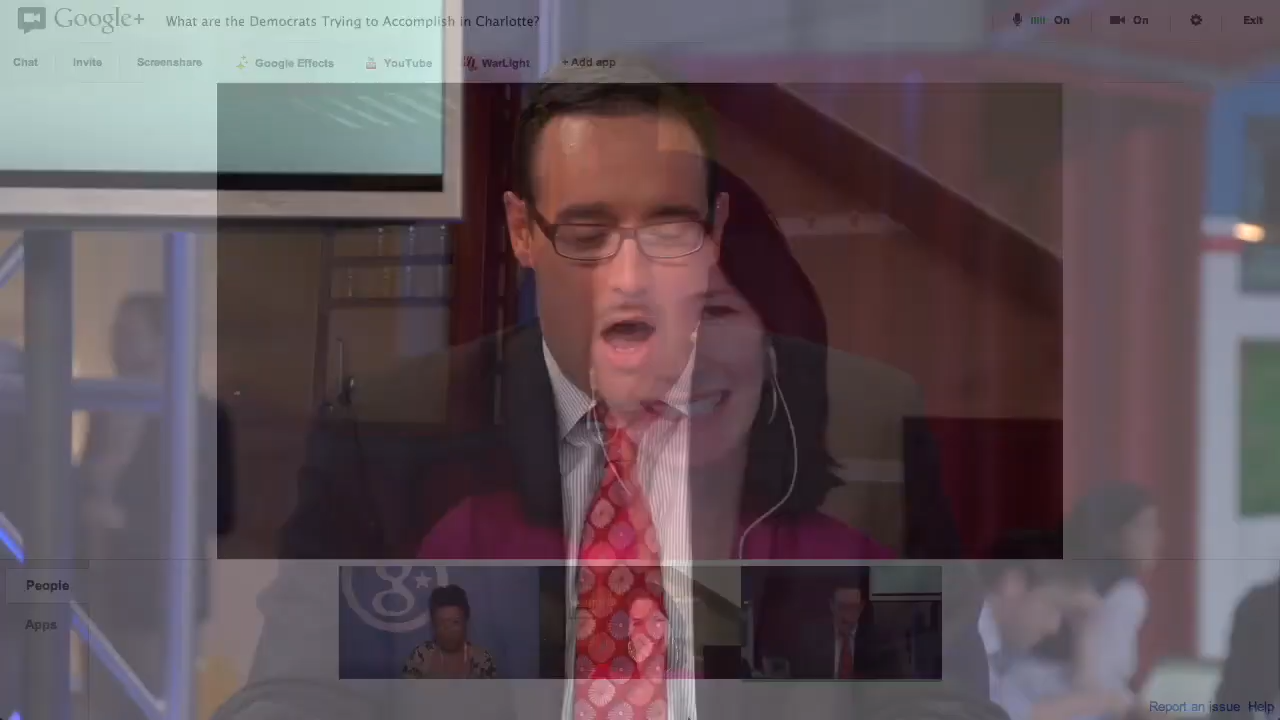 Google+ What are the Democrats Trying to Accomplish in Charlotte? On On Exit
Chat Invite Screenshare Google Effects YouTube WarLight + Add app
People
Apps
g+
Report an issue Help